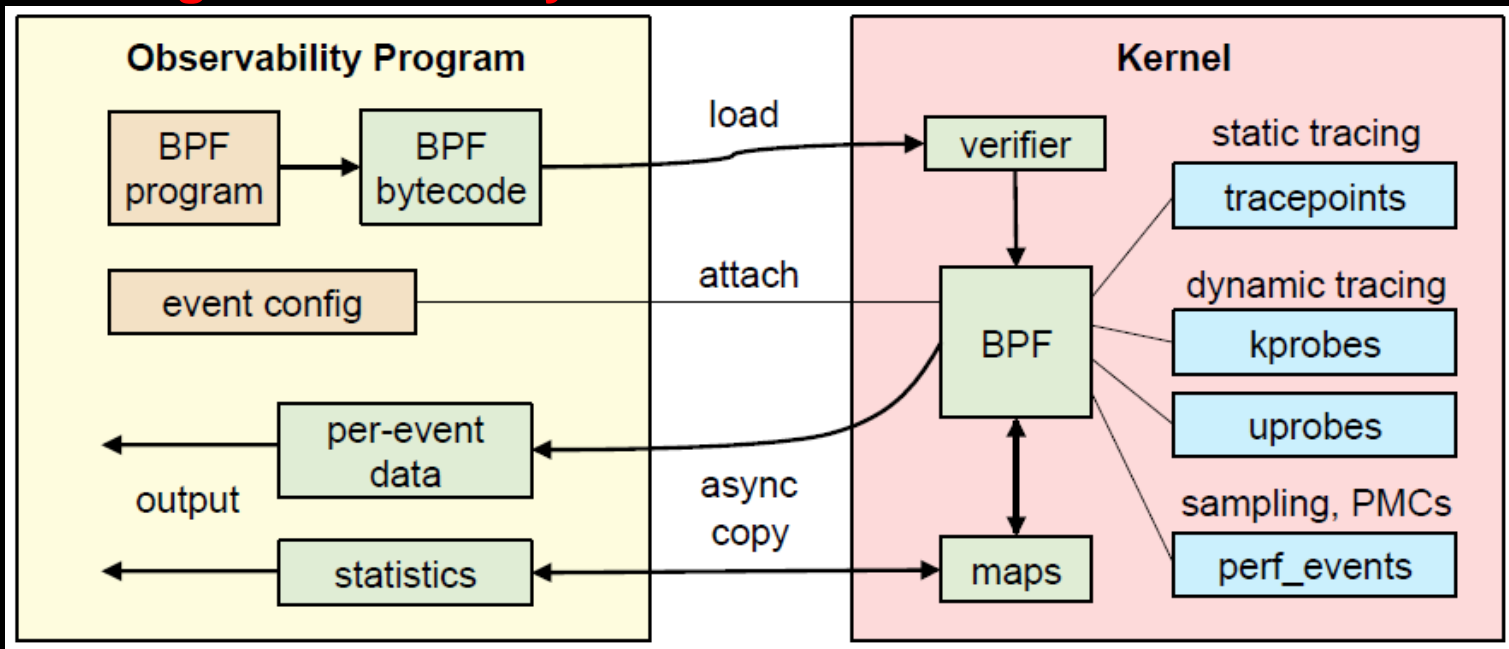 Observability Program
BPF
program
BPF
bytecode
event config
per-event
data
output
statistics
load
attach
async
copy
Kernel
verifier
BPF
maps
static tracing
tracepoints
dynamic tracing
kprobes
uprobes
sampling, PMCs
perf_events